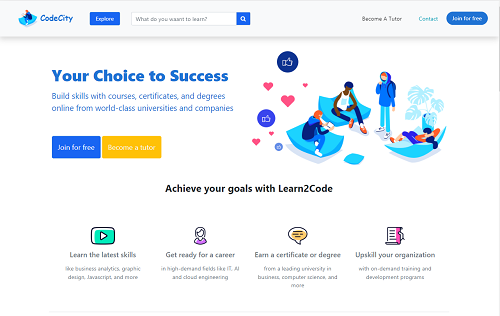 CodeCity
Explore
What do you waant to learn?
Become A Tutor
Contact
Join for free
Your Choice to Success
Build skills with courses, certificates, and degrees
online from world-class universities and companies
Join for free
Become a tutor
Achieve your goals with Learn2Code
Learn the latest skills
like business analytics, graphic
design, Javascript, and more
Get ready for a career
in high-demand fields like IT, AI
and cloud engineering
Earn a certificate or degree
from a leading university in
business, computer science, and
more
Upskill your organization
with on-demand training and
development programs